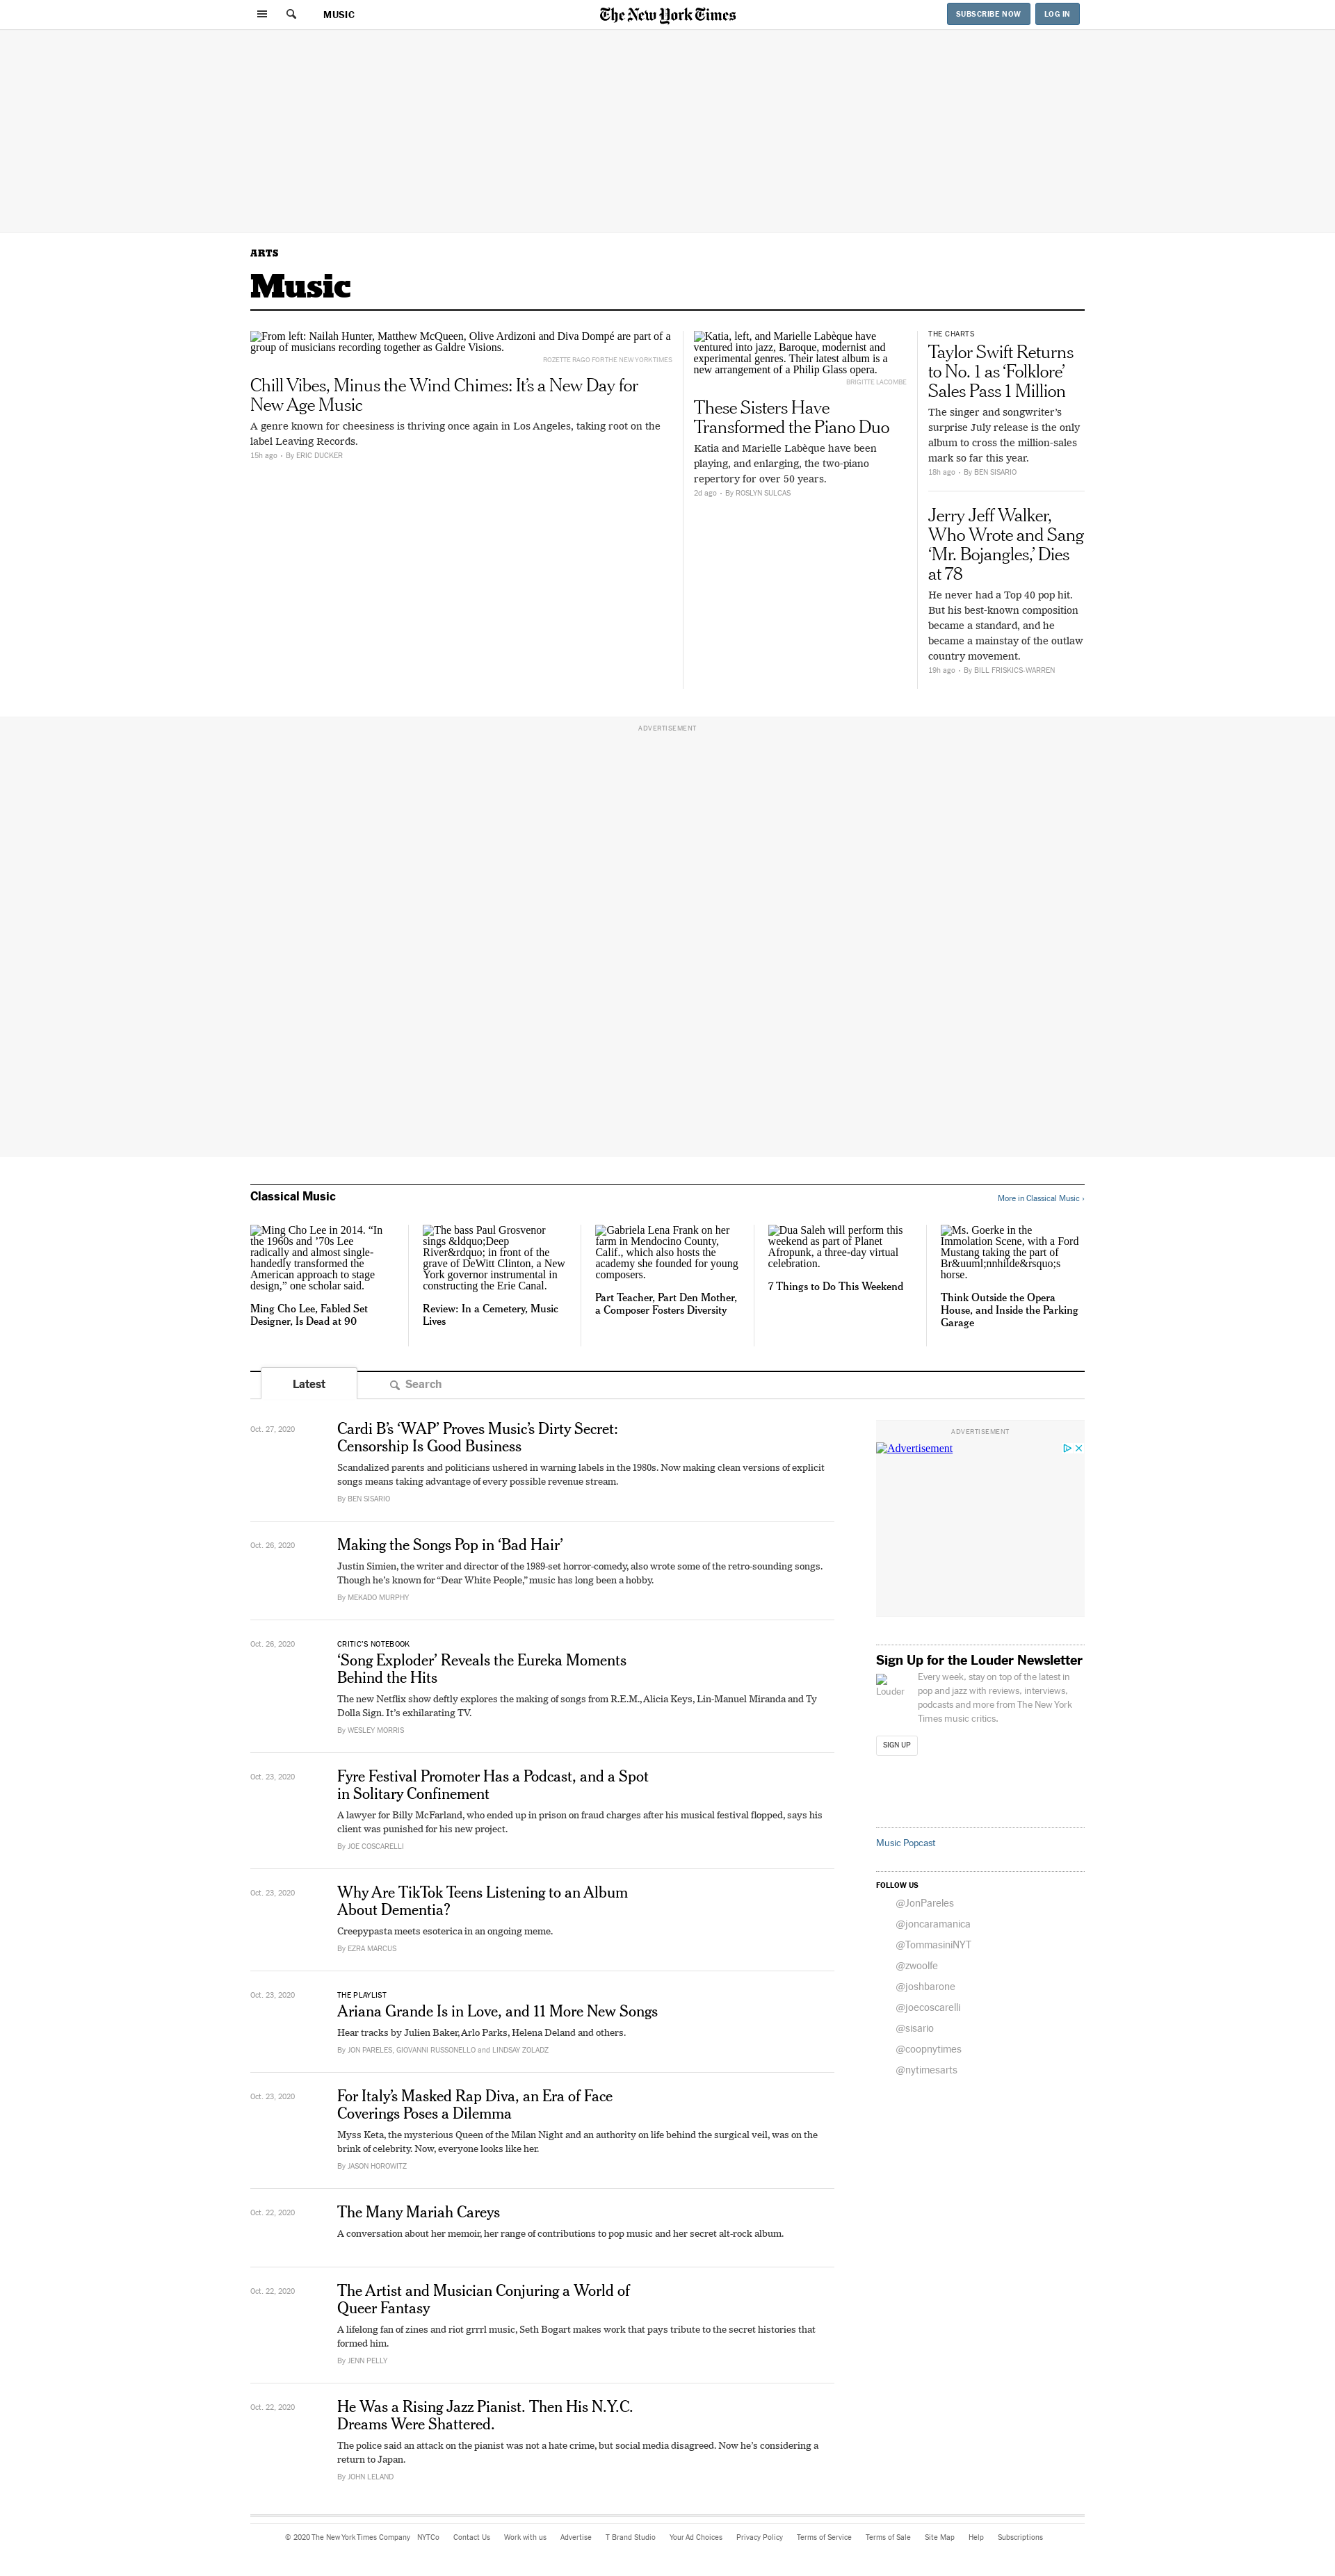 MUSIC
The New York Times
SUBSCRIBE NOW
LOG IN
ARTS
Music
From left: Nailah Hunter, Matthew McQueen, Olive Ardizoni and Diva Dompé are part of a
group of musicians recording together as Galdre Visions.
ROZETTE RAGO FOR THE NEW YORK TIMES
Chill Vibes, Minus the Wind Chimes: It’s a New Day for
New Age Music
A genre known for cheesiness is thriving once again in Los Angeles, taking root on the
label Leaving Records.
15h ago • By ERIC DUCKER
Katia, left, and Marielle Labèque have
ventured into jazz, Baroque, modernist and
experimental genres. Their latest album is a
new arrangement of a Philip Glass opera.
BRIGITTE LACOMBE
These Sisters Have
Transformed the Piano Duo
Katia and Marielle Labèque have been
playing, and enlarging, the two-piano
repertory for over 50 years.
2d ago • By ROSLYN SULCAS
THE CHARTS
Taylor Swift Returns
to No. 1 as ‘Folklore’
Sales Pass 1 Million
The singer and songwriter’s
surprise July release is the only
album to cross the million-sales
mark so far this year.
18h ago • By BEN SISARIO
Jerry Jeff Walker,
Who Wrote and Sang
‘Mr. Bojangles,’ Dies
at 78
He never had a Top 40 pop hit.
But his best-known composition
became a standard, and he
became a mainstay of the outlaw
country movement.
19h ago • By BILL FRISKICS-WARREN
ADVERTISEMENT
Classical Music
More in Classical Music ›
Ming Cho Lee in 2014. “In
the 1960s and ’70s Lee
radically and almost single-
handedly transformed the
American approach to stage
design,” one scholar said.
Ming Cho Lee, Fabled Set
Designer, Is Dead at 90
The bass Paul Grosvenor
sings &ldquo;Deep
River&rdquo; in front of the
grave of DeWitt Clinton, a New
York governor instrumental in
constructing the Erie Canal.
Review: In a Cemetery, Music
Lives
Gabriela Lena Frank on her
farm in Mendocino County,
Calif., which also hosts the
academy she founded for young
composers.
Part Teacher, Part Den Mother,
a Composer Fosters Diversity
Dua Saleh will perform this
weekend as part of Planet
Afropunk, a three-day virtual
celebration.
7 Things to Do This Weekend
Ms. Goerke in the
Immolation Scene, with a Ford
Mustang taking the part of
Br&uuml;nnhilde&rsquo;s
horse.
Think Outside the Opera
House, and Inside the Parking
Garage
Latest
Search
Oct. 27, 2020
Cardi B’s ‘WAP’ Proves Music’s Dirty Secret:
Censorship Is Good Business
Scandalized parents and politicians ushered in warning labels in the 1980s. Now making clean versions of explicit
songs means taking advantage of every possible revenue stream.
By BEN SISARIO
Oct. 26, 2020
Making the Songs Pop in ‘Bad Hair’
Justin Simien, the writer and director of the 1989-set horror-comedy, also wrote some of the retro-sounding songs.
Though he’s known for “Dear White People,” music has long been a hobby.
By MEKADO MURPHY
Oct. 26, 2020
CRITIC’S NOTEBOOK
‘Song Exploder’ Reveals the Eureka Moments
Behind the Hits
The new Netflix show deftly explores the making of songs from R.E.M., Alicia Keys, Lin-Manuel Miranda and Ty
Dolla Sign. It’s exhilarating TV.
By WESLEY MORRIS
Oct. 23, 2020
Fyre Festival Promoter Has a Podcast, and a Spot
in Solitary Confinement
A lawyer for Billy McFarland, who ended up in prison on fraud charges after his musical festival flopped, says his
client was punished for his new project.
By JOE COSCARELLI
Oct. 23, 2020
Why Are TikTok Teens Listening to an Album
About Dementia?
Creepypasta meets esoterica in an ongoing meme.
By EZRA MARCUS
Oct. 23, 2020
THE PLAYLIST
Ariana Grande Is in Love, and 11 More New Songs
Hear tracks by Julien Baker, Arlo Parks, Helena Deland and others.
By JON PARELES, GIOVANNI RUSSONELLO and LINDSAY ZOLADZ
Oct. 23, 2020
For Italy’s Masked Rap Diva, an Era of Face
Coverings Poses a Dilemma
Myss Keta, the mysterious Queen of the Milan Night and an authority on life behind the surgical veil, was on the
brink of celebrity. Now, everyone looks like her.
By JASON HOROWITZ
Oct. 22, 2020
The Many Mariah Careys
A conversation about her memoir, her range of contributions to pop music and her secret alt-rock album.
Oct. 22, 2020
The Artist and Musician Conjuring a World of
Queer Fantasy
A lifelong fan of zines and riot grrrl music, Seth Bogart makes work that pays tribute to the secret histories that
formed him.
By JENN PELLY
Oct. 22, 2020
He Was a Rising Jazz Pianist. Then His N.Y.C.
Dreams Were Shattered.
The police said an attack on the pianist was not a hate crime, but social media disagreed. Now he’s considering a
return to Japan.
By JOHN LELAND
ADVERTISEMENT
Advertisement
Sign Up for the Louder Newsletter
Louder
Every week, stay on top of the latest in
pop and jazz with reviews, interviews,
podcasts and more from The New York
Times music critics.
SIGN UP
Music Popcast
FOLLOW US
@JonPareles
@joncaramanica
@TommasiniNYT
@zwoolfe
@joshbarone
@joecoscarelli
@sisario
@coopnytimes
@nytimesarts
© 2020 The New York Times Company NYTCo Contact Us Work with us Advertise T Brand Studio Your Ad Choices Privacy Policy Terms of Service Terms of Sale Site Map Help Subscriptions